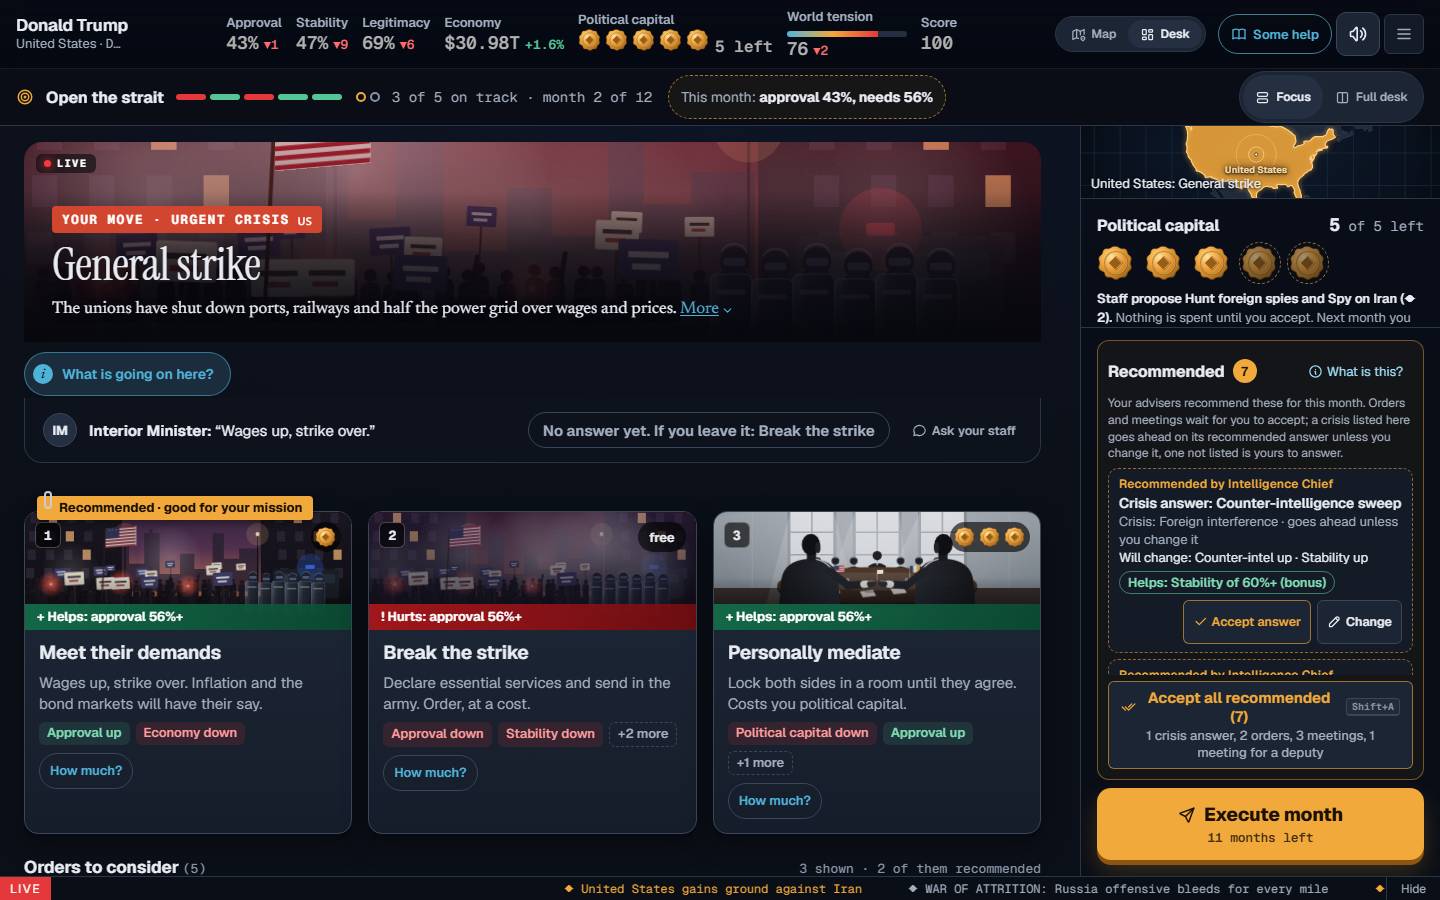 Donald Trump
United States · D…
Approval
43% ▾1
Stability
47% ▾9
Legitimacy
69% ▾6
Economy
$30.98T +1.6%
Political capital
5 left
World tension
76 ▾2
Score
100
Map
Desk
Some help
Open the strait
3 of 5 on track · month 2 of 12
This month: approval 43%, needs 56%
Focus
Full desk
LIVE
YOUR MOVE · URGENT CRISIS US
General strike
The unions have shut down ports, railways and half the power grid over wages and prices. More
What is going on here?
IM
Interior Minister: “Wages up, strike over.”
No answer yet. If you leave it: Break the strike
Ask your staff
Recommended · good for your mission
1
+ Helps: approval 56%+
Meet their demands
Wages up, strike over. Inflation and the
bond markets will have their say.
Approval up
Economy down
How much?
2
free
! Hurts: approval 56%+
Break the strike
Declare essential services and send in the
army. Order, at a cost.
Approval down
Stability down
+2 more
How much?
3
+ Helps: approval 56%+
Personally mediate
Lock both sides in a room until they agree.
Costs you political capital.
Political capital down
Approval up
+1 more
How much?
Orders to consider (5)
3 shown · 2 of them recommended
United States
United States: General strike
Political capital
5 of 5 left
Staff propose Hunt foreign spies and Spy on Iran (
2). Nothing is spent until you accept. Next month you
Recommended 7
What is this?
Your advisers recommend these for this month. Orders
and meetings wait for you to accept; a crisis listed here
goes ahead on its recommended answer unless you
change it, one not listed is yours to answer.
Recommended by Intelligence Chief
Crisis answer: Counter-intelligence sweep
Crisis: Foreign interference · goes ahead unless
you change it
Will change: Counter-intel up · Stability up
Helps: Stability of 60%+ (bonus)
Accept answer
Change
Recommended by Intelligence Chief
Accept all recommended
(7)
Shift+A
1 crisis answer, 2 orders, 3 meetings, 1
meeting for a deputy
Execute month
11 months left
LIVE
◆ United States gains ground against Iran
◆ WAR OF ATTRITION: Russia offensive bleeds for every mile
◆
Hide